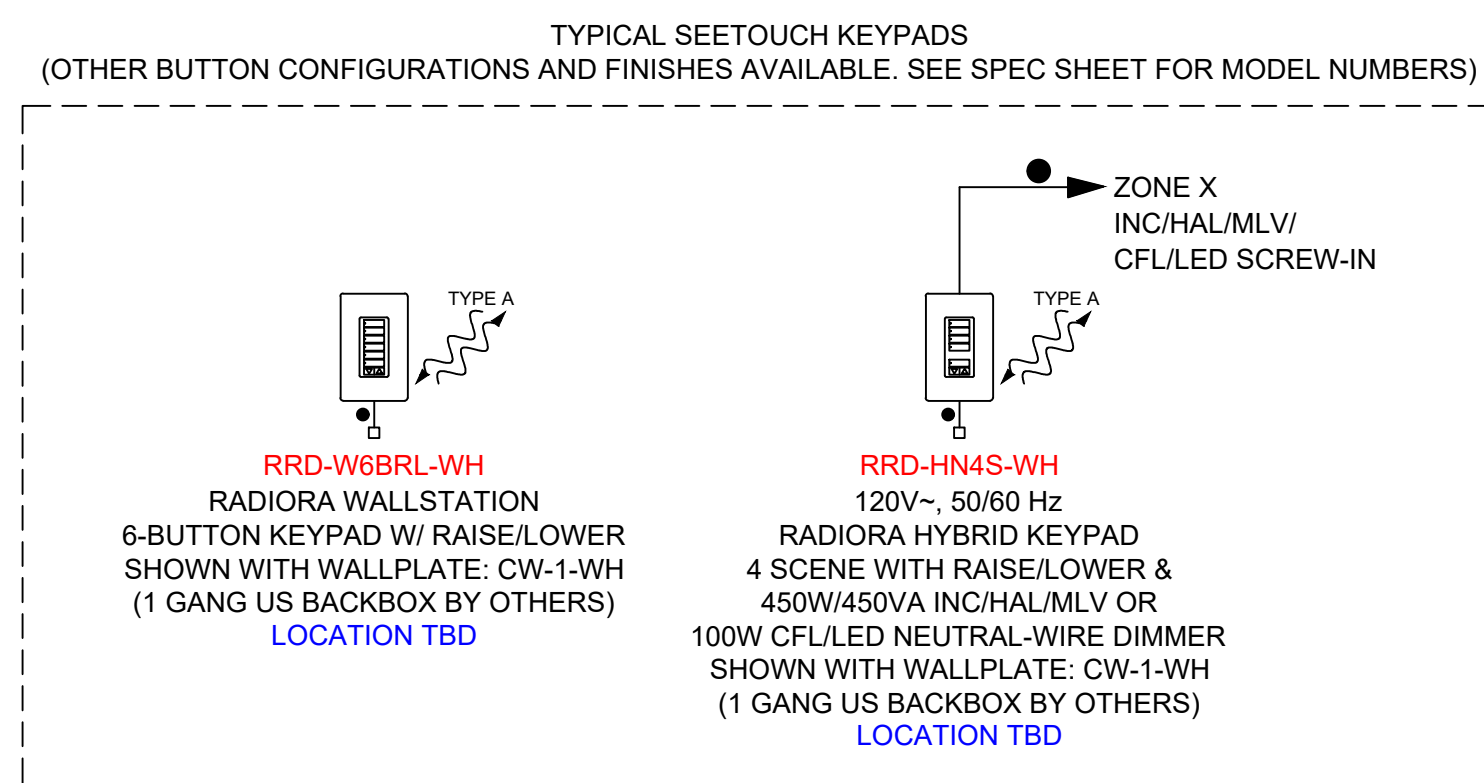 TYPICAL SEETOUCH KEYPADS
(OTHER BUTTON CONFIGURATIONS AND FINISHES AVAILABLE. SEE SPEC SHEET FOR MODEL NUMBERS)
TYPE A
RRD-W6BRL-WH
RADIORA WALLSTATION
6-BUTTON KEYPAD W/ RAISE/LOWER
SHOWN WITH WALLPLATE: CW-1-WH
(1 GANG US BACKBOX BY OTHERS)
LOCATION TBD
ZONE X
INC/HAL/MLV/
CFL/LED SCREW-IN
TYPE A
RRD-HN4S-WH
120V~, 50/60 Hz
RADIORA HYBRID KEYPAD
4 SCENE WITH RAISE/LOWER &
450W/450VA INC/HAL/MLV OR
100W CFL/LED NEUTRAL-WIRE DIMMER
SHOWN WITH WALLPLATE: CW-1-WH
(1 GANG US BACKBOX BY OTHERS)
LOCATION TBD